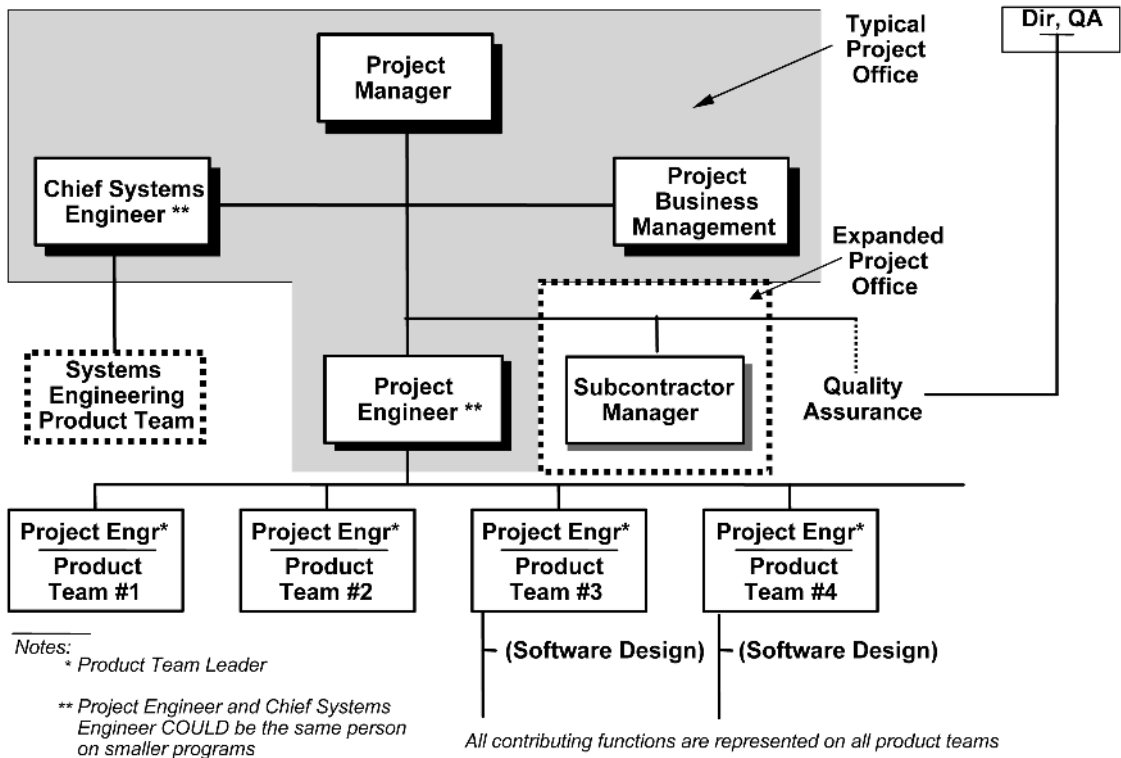 Project
Manager
Typical
Project
Office
Dir, QA
Chief Systems
Engineer **
Project
Business
Management
Expanded
Project
Office
Systems
Engineering
Product Team
Project
Engineer **
Subcontractor
Manager
Quality
Assurance
Project Engr*
Product
Team #1
Project Engr*
Product
Team #2
Project Engr*
Product
Team #3
Project Engr*
Product
Team #4
(Software Design)
(Software Design)
Notes:
* Product Team Leader
** Project Engineer and Chief Systems
Engineer COULD be the same person
on smaller programs
All contributing functions are represented on all product teams